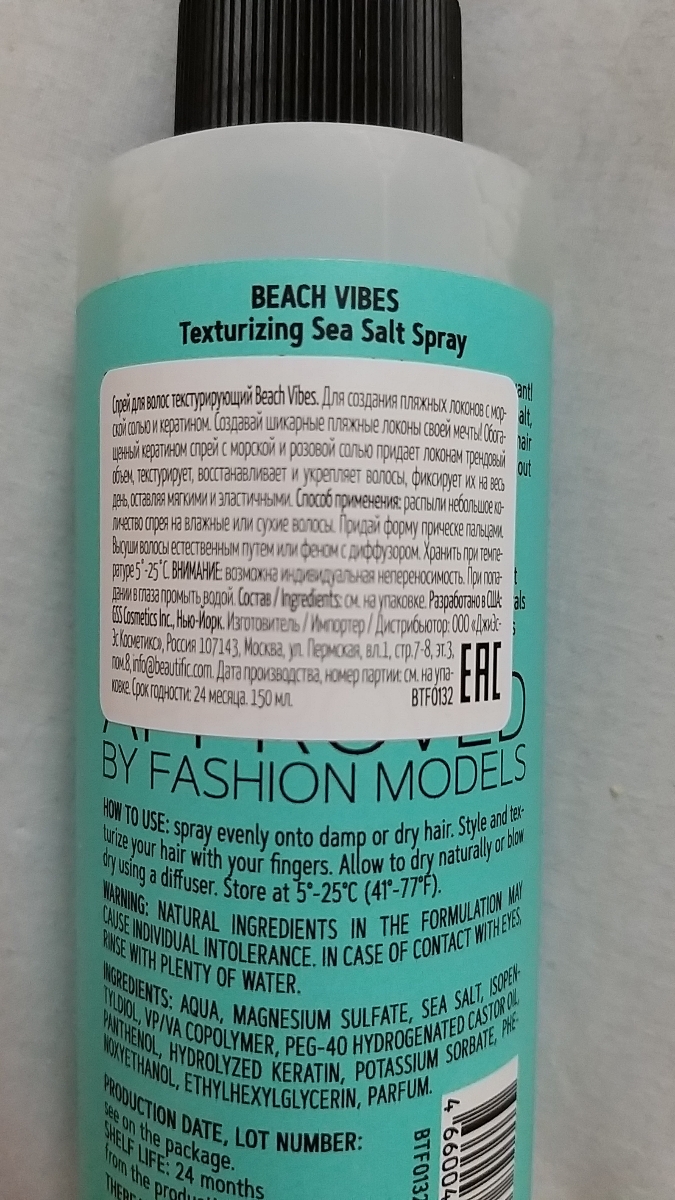 BEACH VIBES
Texturizing Sea Salt Spray
ant!
alt,
hair
out
t
als
s
Спрей для волос текстурирующий Beach Vibes. Для создания пляжных локонов с мор-
ской солью и кератином. Создавай шикарные пляжные локоны своей мечты! Обога-
щенный кератином спрей с морской и розовой солью придает локонам трендовый
объем, текстурирует, восстанавливает и укрепляет волосы, фиксирует их на весь
день, оставляя мягкими и эластичными. Способ применения: распыли небольшое ко-
личество спрея на влажные или сухие волосы. Придай форму прическе пальцами.
Высуши волосы естественным путем или феном с диффузором. Хранить при темпе-
ратуре 5˚-25˚C. ВНИМАНИЕ: возможна индивидуальная непереносимость. При попа-
дании в глаза промыть водой. Состав / Ingredients: см. на упаковке. Разработано в США:
GSS Cosmetics Inc., Нью-Йорк. Изготовитель / Импортер / Дистрибьютор: ООО «ДжиЭс-
Эс Косметикс», Россия 107143, Москва, ул. Пермская, вл.1, стр.7-8, эт.3,
пом.8, info@beautific.com. Дата производства, номер партии: см. на упа-
ковке. Срок годности: 24 месяца. 150 мл.
BTF0132
EAC
APPROVED
BY FASHION MODELS
HOW TO USE: spray evenly onto damp or dry hair. Style and tex-
turize your hair with your fingers. Allow to dry naturally or blow
dry using a diffuser. Store at 5°-25°C (41°-77°F).
WARNING: NATURAL INGREDIENTS IN THE FORMULATION MAY
CAUSE INDIVIDUAL INTOLERANCE. IN CASE OF CONTACT WITH EYES,
RINSE WITH PLENTY OF WATER.
INGREDIENTS: AQUA, MAGNESIUM SULFATE, SEA SALT, ISOPEN-
TYLDIOL, VP/VA COPOLYMER, PEG-40 HYDROGENATED CASTOR OIL,
PANTHENOL, HYDROLYZED KERATIN, POTASSIUM SORBATE, PHE-
NOXYETHANOL, ETHYLHEXYLGLYCERIN, PARFUM.
PRODUCTION DATE, LOT NUMBER:
see on the package.
SHELF LIFE: 24 months
from the produ
BTF0132
4 66004